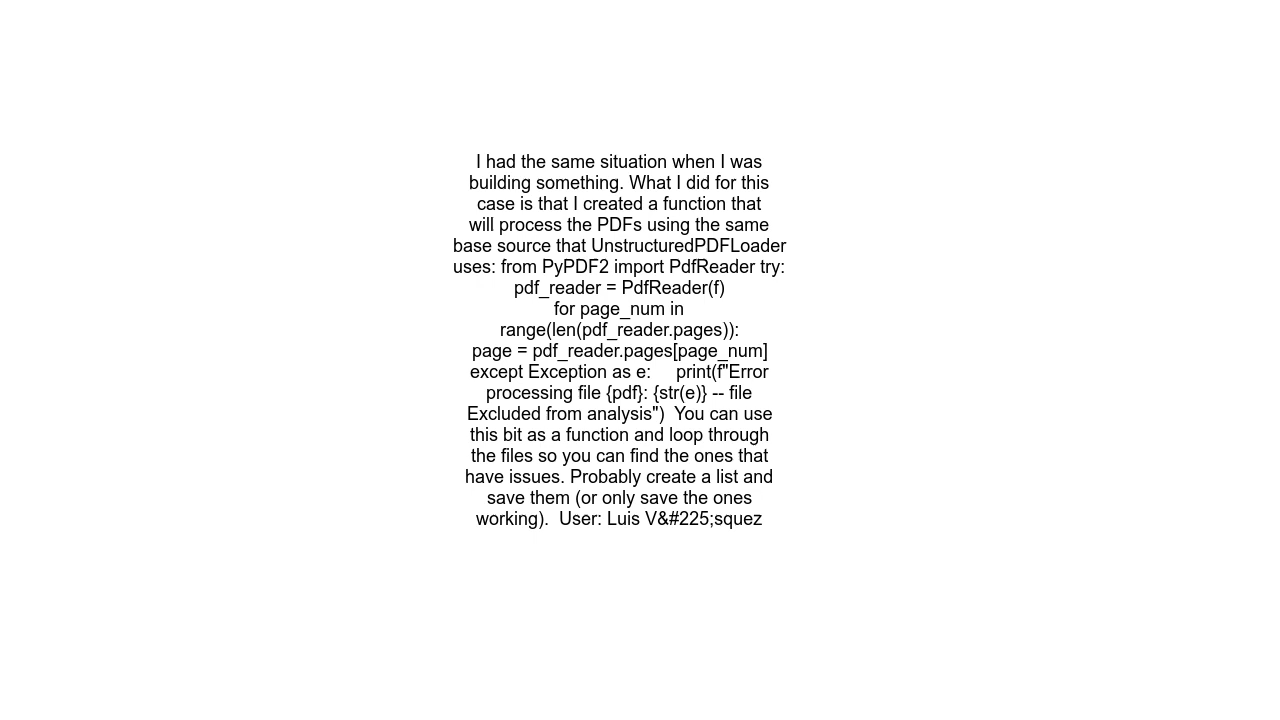 I had the same situation when I was
building something. What I did for this
case is that I created a function that
will process the PDFs using the same
base source that UnstructuredPDFLoader
uses: from PyPDF2 import PdfReader try:
pdf_reader = PdfReader(f)
for page_num in
range(len(pdf_reader.pages)):
page = pdf_reader.pages[page_num]
except Exception as e:     print(f"Error
processing file {pdf}: {str(e)} -- file
Excluded from analysis")  You can use
this bit as a function and loop through
the files so you can find the ones that
have issues. Probably create a list and
save them (or only save the ones
working).  User: Luis V&#225;squez